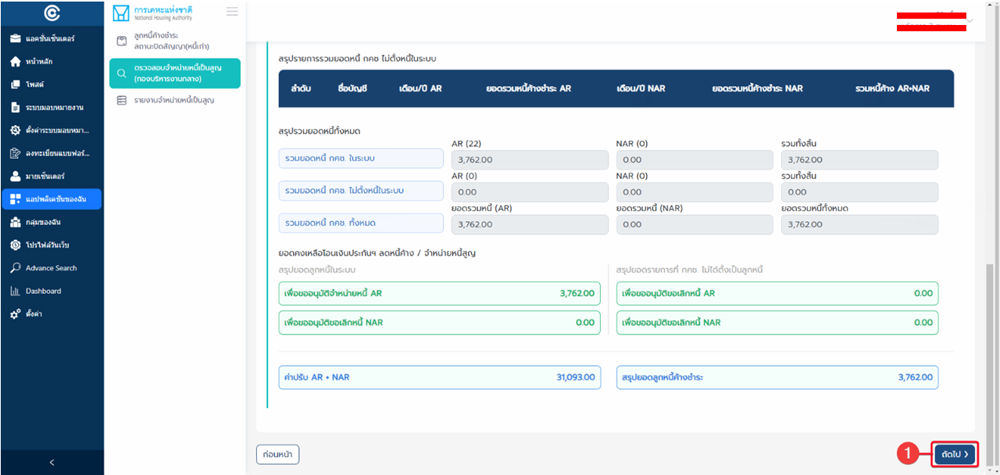 การเคหะแห่งชาติ
National Housing Authority
แอคชั่นเซ็นเตอร์
หน้าหลัก
โพสต์
ระบบมอบหมายงาน
ตั้งค่าระบบมอบหมา...
ลงทะเบียนแบบฟอร์...
มายเซ็นเตอร์
แอปพลิเคชันของฉัน
กลุ่มของฉัน
โปรไฟล์วันเว็บ
Advance Search
Dashboard
ตั้งค่า
ลูกหนี้ค้างชำระ
สถานะปิดสัญญา(หนี้เก่า)
ตรวจสอบจำหน่ายหนี้เป็นสูญ
(กองบริหารงานกลาง)
รายงานจำหน่ายหนี้เป็นสูญ
สรุปรายการรวมยอดหนี้ กคช ไม่ตั้งหนี้ในระบบ
ลำดับ ชื่อบัญชี เดือน/ปี AR ยอดรวมหนี้ค้างชำระ AR เดือน/ปี NAR ยอดรวมหนี้ค้างชำระ NAR รวมหนี้ค้าง AR+NAR
สรุปรวมยอดหนี้ทั้งหมด
AR (22) NAR (0) รวมทั้งสิ้น
รวมยอดหนี้ กคช. ในระบบ 3,762.00 0.00 3,762.00
AR (0) NAR (0) รวมทั้งสิ้น
รวมยอดหนี้ กคช. ไม่ตั้งหนี้ในระบบ 0.00 0.00 0.00
ยอดรวมหนี้ (AR) ยอดรวมหนี้ (NAR) ยอดรวมหนี้ทั้งหมด
รวมยอดหนี้ กคช. ทั้งหมด 3,762.00 0.00 3,762.00
ยอดคงเหลือโอนเงินประกันฯ ลดหนี้ค้าง / จำหน่ายหนี้สูญ
สรุปยอดลูกหนี้ในระบบ สรุปยอดรายการที่ กคช. ไม่ได้ตั้งเป็นลูกหนี้
เพื่อขออนุมัติจำหน่ายหนี้ AR 3,762.00 เพื่อขออนุมัติขอเลิกหนี้ AR 0.00
เพื่อขออนุมัติขอเลิกหนี้ NAR 0.00 เพื่อขออนุมัติขอเลิกหนี้ NAR 0.00
ค่าปรับ AR + NAR 31,093.00 สรุปยอดลูกหนี้ค้างชำระ 3,762.00
ก่อนหน้า 1 ถัดไป